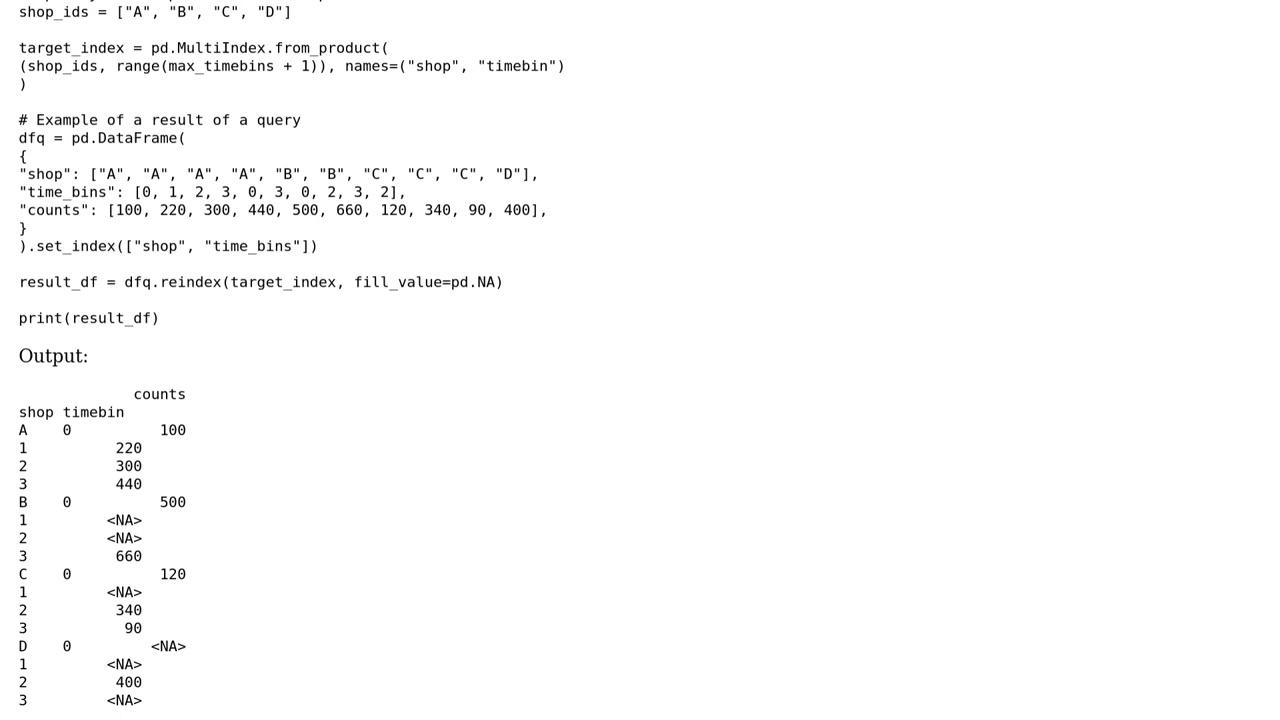 shop_ids = ["A", "B", "C", "D"]

target_index = pd.MultiIndex.from_product(
(shop_ids, range(max_timebins + 1)), names=("shop", "timebin")
)

# Example of a result of a query
dfq = pd.DataFrame(
{
"shop": ["A", "A", "A", "A", "B", "B", "C", "C", "C", "D"],
"time_bins": [0, 1, 2, 3, 0, 3, 0, 2, 3, 2],
"counts": [100, 220, 300, 440, 500, 660, 120, 340, 90, 400],
}
).set_index(["shop", "time_bins"])

result_df = dfq.reindex(target_index, fill_value=pd.NA)

print(result_df)

Output:

             counts
shop timebin
A    0          100
1          220
2          300
3          440
B    0          500
1         <NA>
2         <NA>
3          660
C    0          120
1         <NA>
2          340
3           90
D    0         <NA>
1         <NA>
2          400
3         <NA>